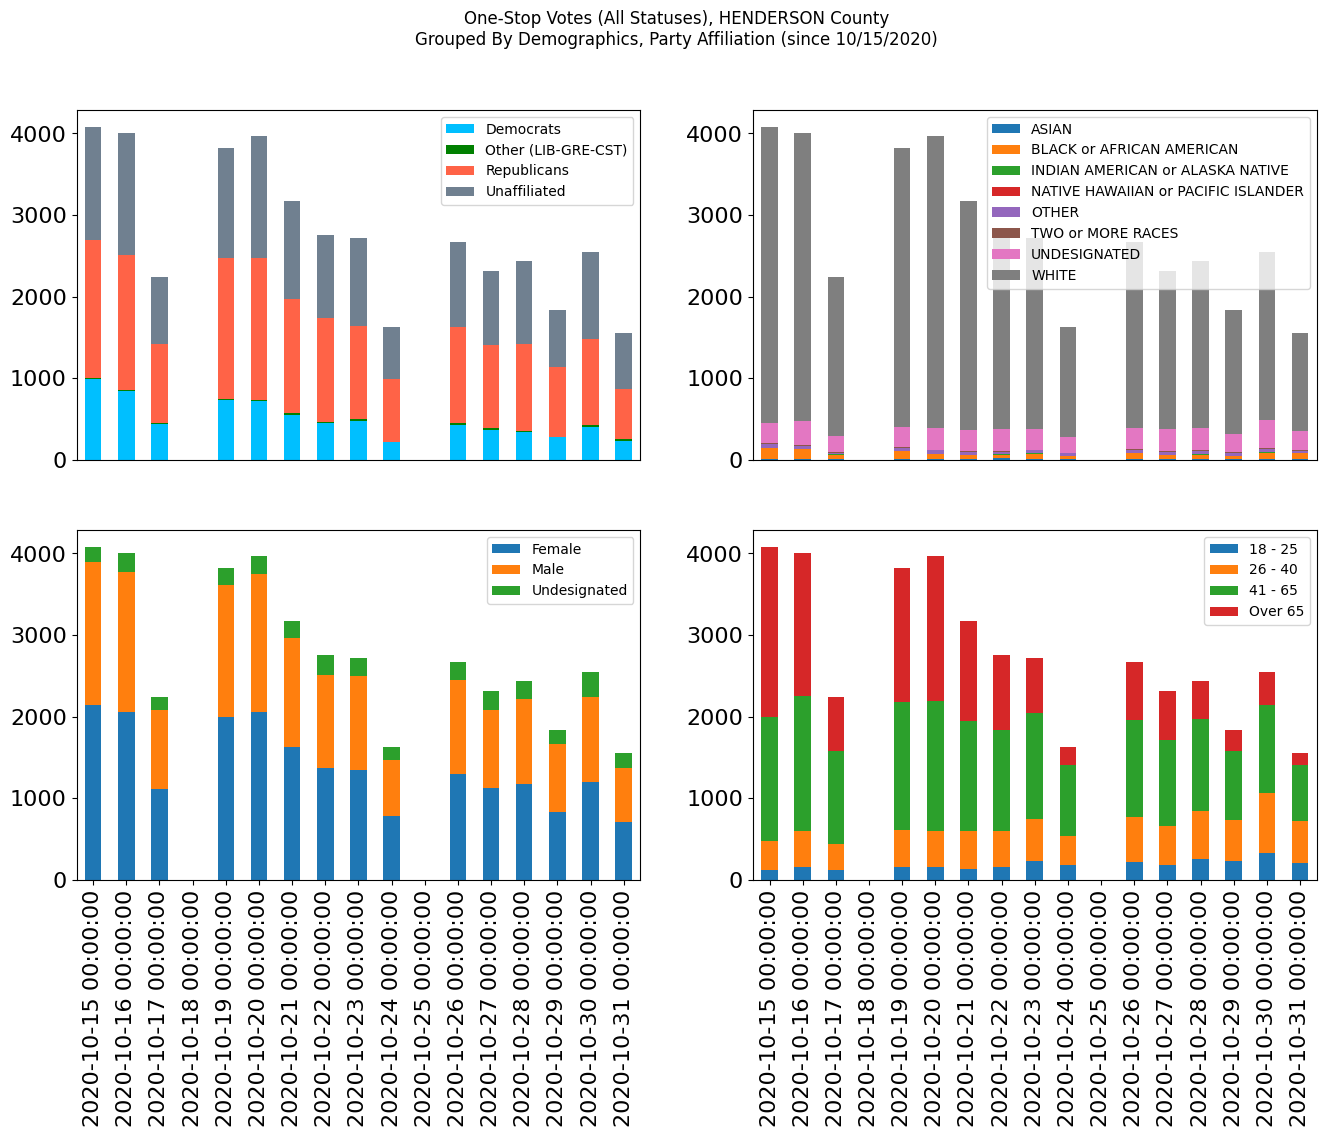 One-Stop Votes (All Statuses), HENDERSON County
Grouped By Demographics, Party Affiliation (since 10/15/2020)
4000
3000
2000
1000
0
Democrats
Other (LIB-GRE-CST)
Republicans
Unaffiliated
4000
3000
2000
1000
0
ASIAN
BLACK or AFRICAN AMERICAN
INDIAN AMERICAN or ALASKA NATIVE
NATIVE HAWAIIAN or PACIFIC ISLANDER
OTHER
TWO or MORE RACES
UNDESIGNATED
WHITE
4000
3000
2000
1000
0
Female
Male
Undesignated
2020-10-15 00:00:00
2020-10-16 00:00:00
2020-10-17 00:00:00
2020-10-18 00:00:00
2020-10-19 00:00:00
2020-10-20 00:00:00
2020-10-21 00:00:00
2020-10-22 00:00:00
2020-10-23 00:00:00
2020-10-24 00:00:00
2020-10-25 00:00:00
2020-10-26 00:00:00
2020-10-27 00:00:00
2020-10-28 00:00:00
2020-10-29 00:00:00
2020-10-30 00:00:00
2020-10-31 00:00:00
4000
3000
2000
1000
0
18 - 25
26 - 40
41 - 65
Over 65
2020-10-15 00:00:00
2020-10-16 00:00:00
2020-10-17 00:00:00
2020-10-18 00:00:00
2020-10-19 00:00:00
2020-10-20 00:00:00
2020-10-21 00:00:00
2020-10-22 00:00:00
2020-10-23 00:00:00
2020-10-24 00:00:00
2020-10-25 00:00:00
2020-10-26 00:00:00
2020-10-27 00:00:00
2020-10-28 00:00:00
2020-10-29 00:00:00
2020-10-30 00:00:00
2020-10-31 00:00:00